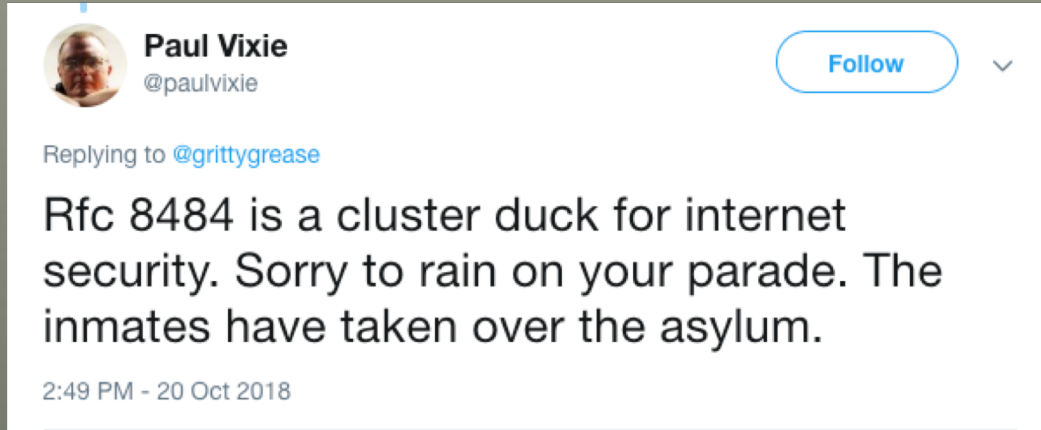 Paul Vixie
@paulvixie
Follow
Replying to @grittygrease
Rfc 8484 is a cluster duck for internet
security. Sorry to rain on your parade. The
inmates have taken over the asylum.
2:49 PM - 20 Oct 2018